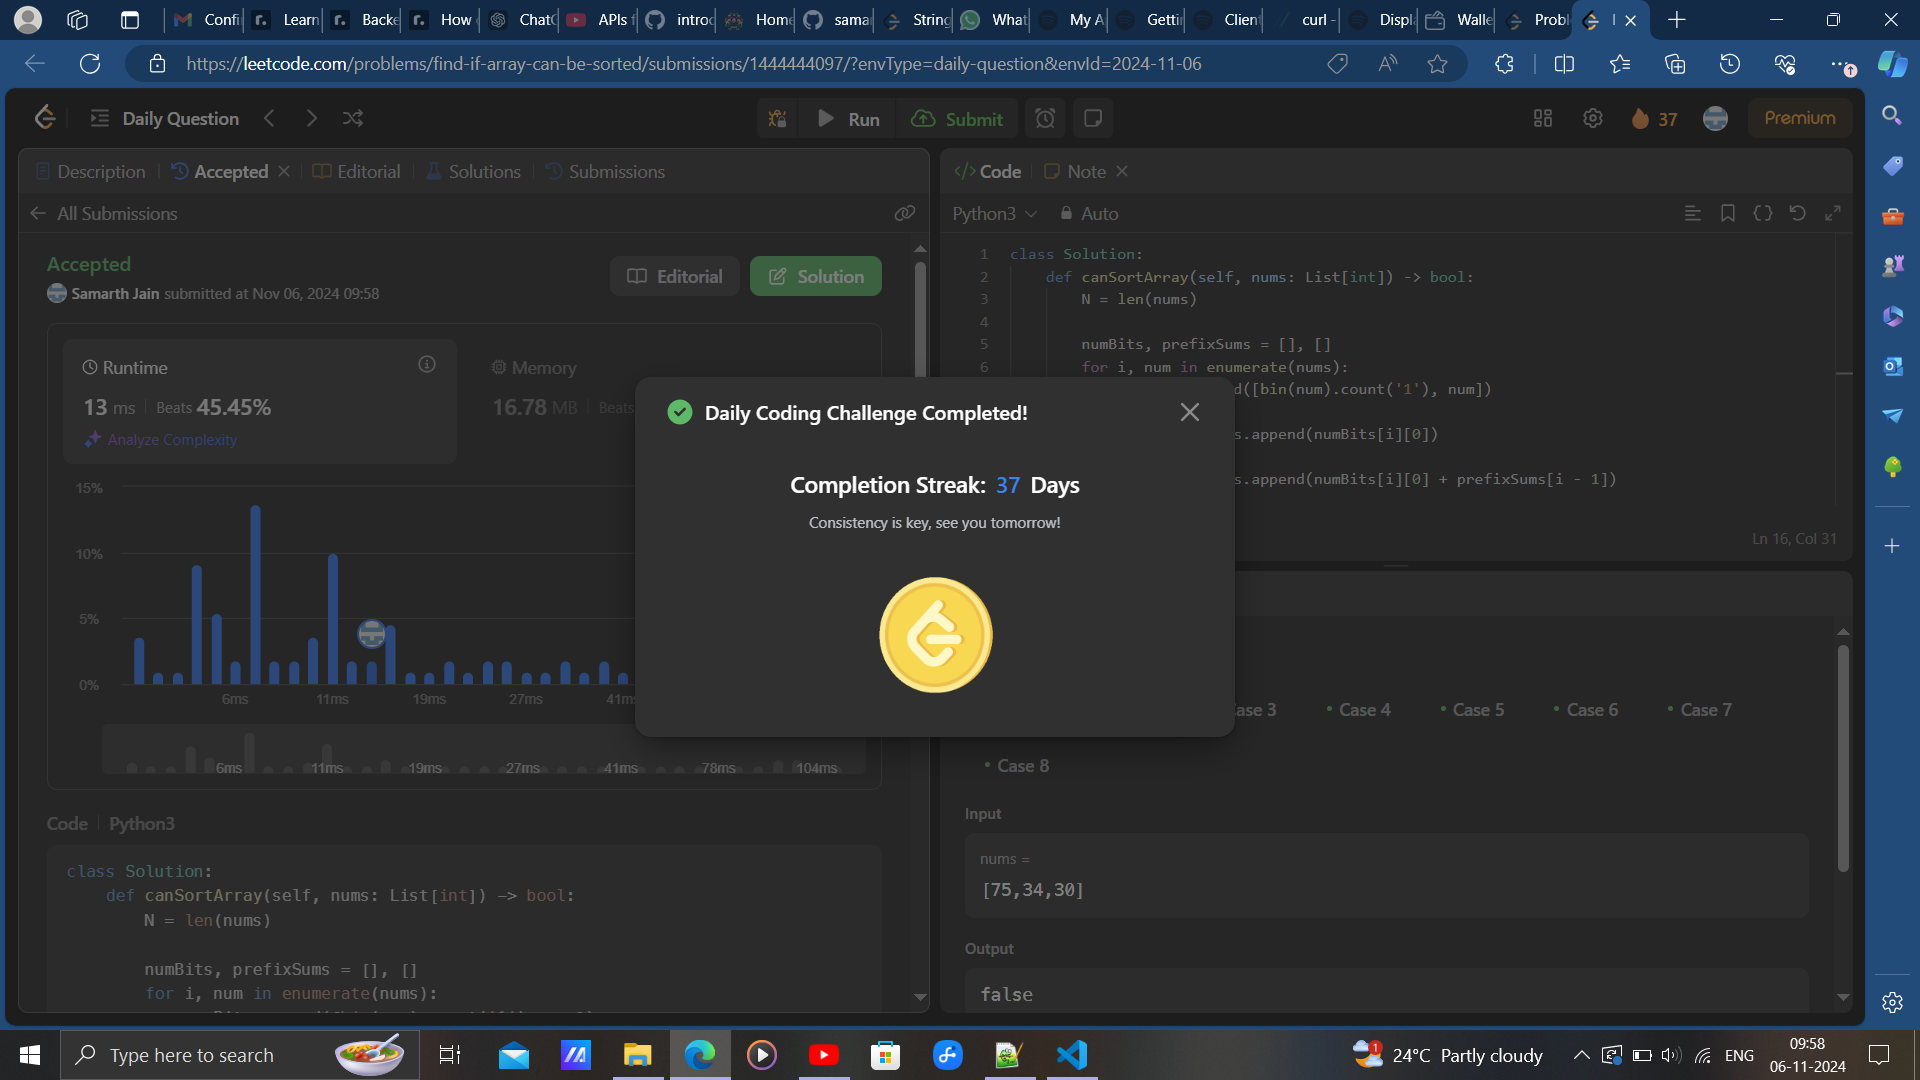 Confi
Learn
Backe
How
Chat
APIs f
introc
Home
samar
String
What
My A
Gettin
Client
curl -
Displa
Walle
Probl
https://leetcode.com/problems/find-if-array-can-be-sorted/submissions/1444444097/?envType=daily-question&envId=2024-11-06
Daily Question
Run
Submit
37
Premium
Description
Accepted
Editorial
Solutions
Submissions
All Submissions
Accepted
Samarth Jain submitted at Nov 06, 2024 09:58
Editorial
Solution
Runtime
13 ms
Beats 45.45%
Analyze Complexity
Memory
16.78 MB
Beats
15%
10%
5%
0%
6ms 11ms 19ms 27ms 41ms
6ms 11ms 19ms 27ms 41ms 78ms 104ms
Code Python3
class Solution:
def canSortArray(self, nums: List[int]) -> bool:
N = len(nums)
numBits, prefixSums = [], []
for i, num in enumerate(nums):
Daily Coding Challenge Completed!
Completion Streak: 37 Days
Consistency is key, see you tomorrow!
</> Code
Note
Python3
Auto
1 class Solution:
2 def canSortArray(self, nums: List[int]) -> bool:
3 N = len(nums)
4
5 numBits, prefixSums = [], []
6 for i, num in enumerate(nums):
d([bin(num).count('1'), num])
s.append(numBits[i][0])
s.append(numBits[i][0] + prefixSums[i - 1])
Ln 16, Col 31
ase 3
Case 4
Case 5
Case 6
Case 7
Case 8
Input
nums =
[75,34,30]
Output
false
Type here to search
1
24°C Partly cloudy
ENG
09:58
06-11-2024